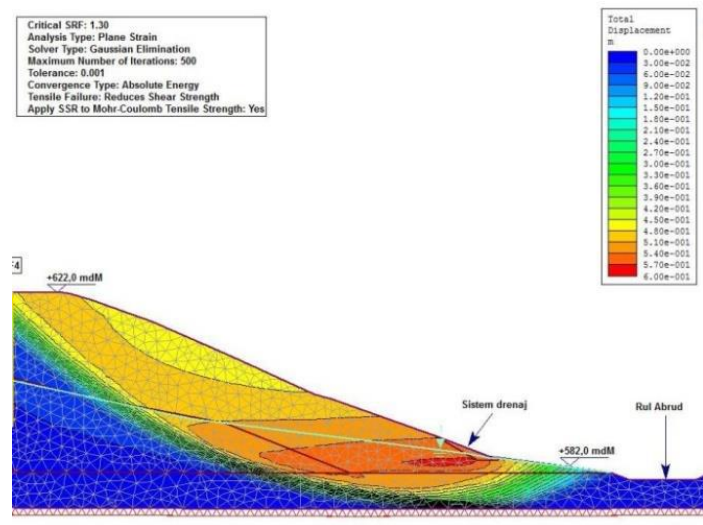 Critical SRF: 1.30
Analysis Type: Plane Strain
Solver Type: Gaussian Elimination
Maximum Number of Iterations: 500
Tolerance: 0.001
Convergence Type: Absolute Energy
Tensile Failure: Reduces Shear Strength
Apply SSR to Mohr-Coulomb Tensile Strength: Yes
Total
Displacement
m
0.00e+000
3.00e-002
6.00e-002
9.00e-002
1.20e-001
1.50e-001
1.80e-001
2.10e-001
2.40e-001
2.70e-001
3.00e-001
3.30e-001
3.60e-001
3.90e-001
4.20e-001
4.50e-001
4.80e-001
5.10e-001
5.40e-001
5.70e-001
6.00e-001
F4
+622,0 mdM
Sistem drenaj
Rul Abrud
+582,0 mdM